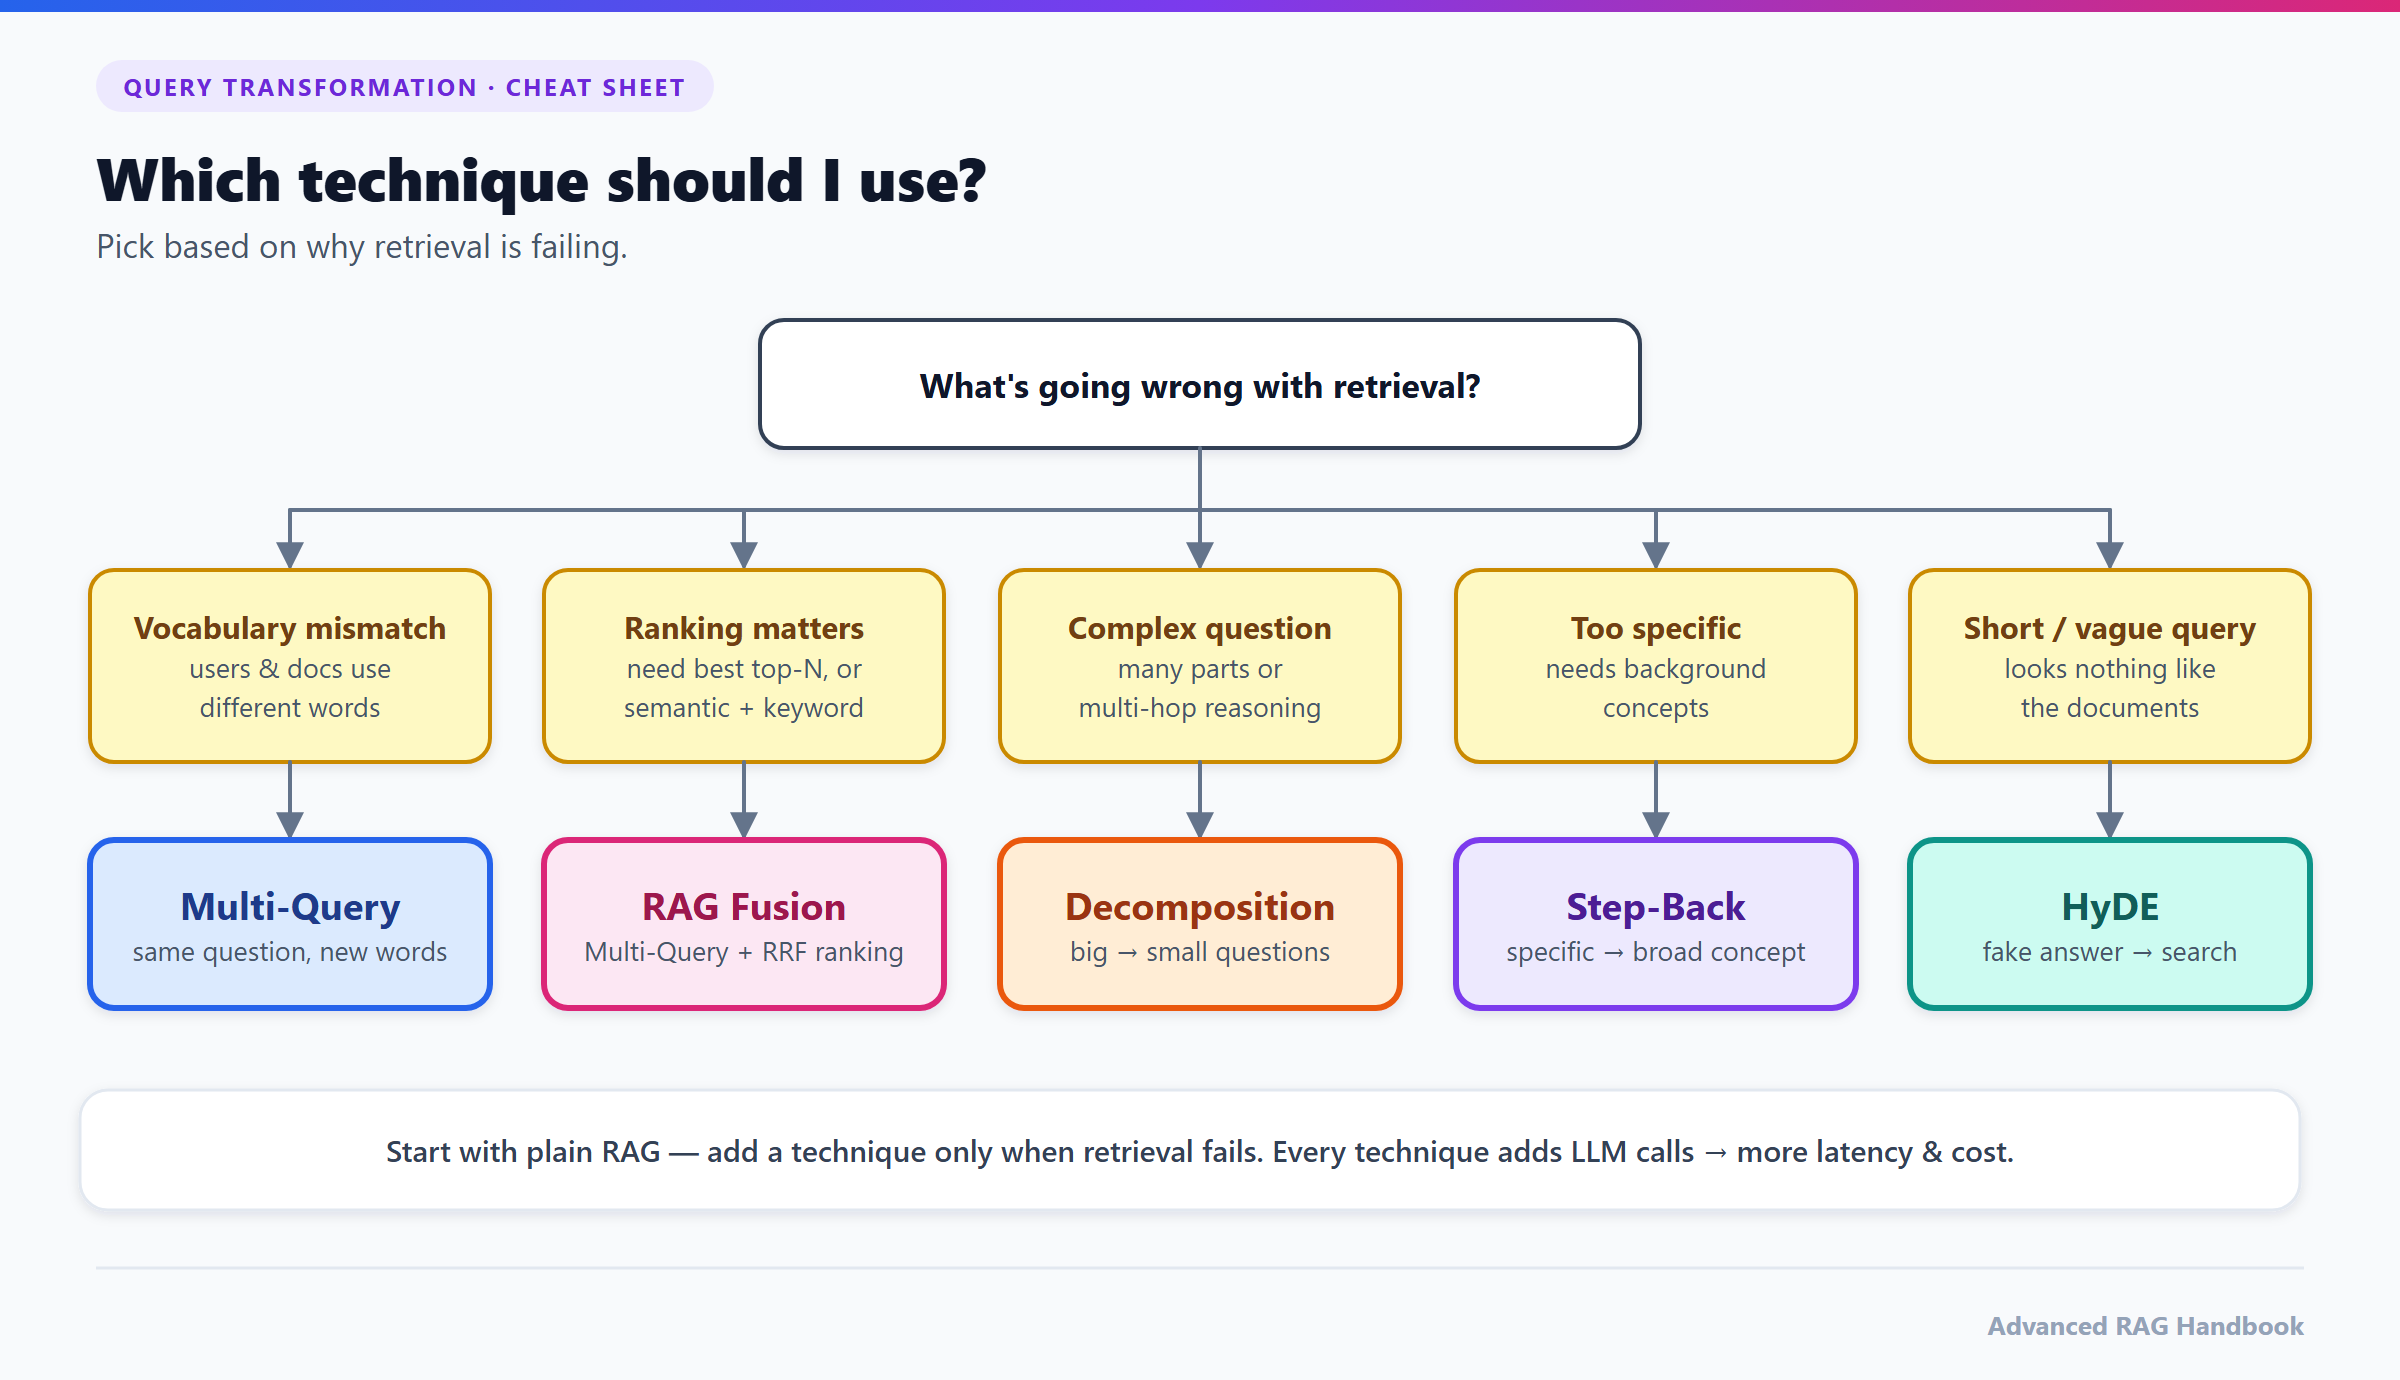 QUERY TRANSFORMATION · CHEAT SHEET
Which technique should I use?
Pick based on why retrieval is failing.
What's going wrong with retrieval?
Vocabulary mismatch
users & docs use
different words
Ranking matters
need best top-N, or
semantic + keyword
Complex question
many parts or
multi-hop reasoning
Too specific
needs background
concepts
Short / vague query
looks nothing like
the documents
Multi-Query
same question, new words
RAG Fusion
Multi-Query + RRF ranking
Decomposition
big → small questions
Step-Back
specific → broad concept
HyDE
fake answer → search
Start with plain RAG — add a technique only when retrieval fails. Every technique adds LLM calls → more latency & cost.
Advanced RAG Handbook